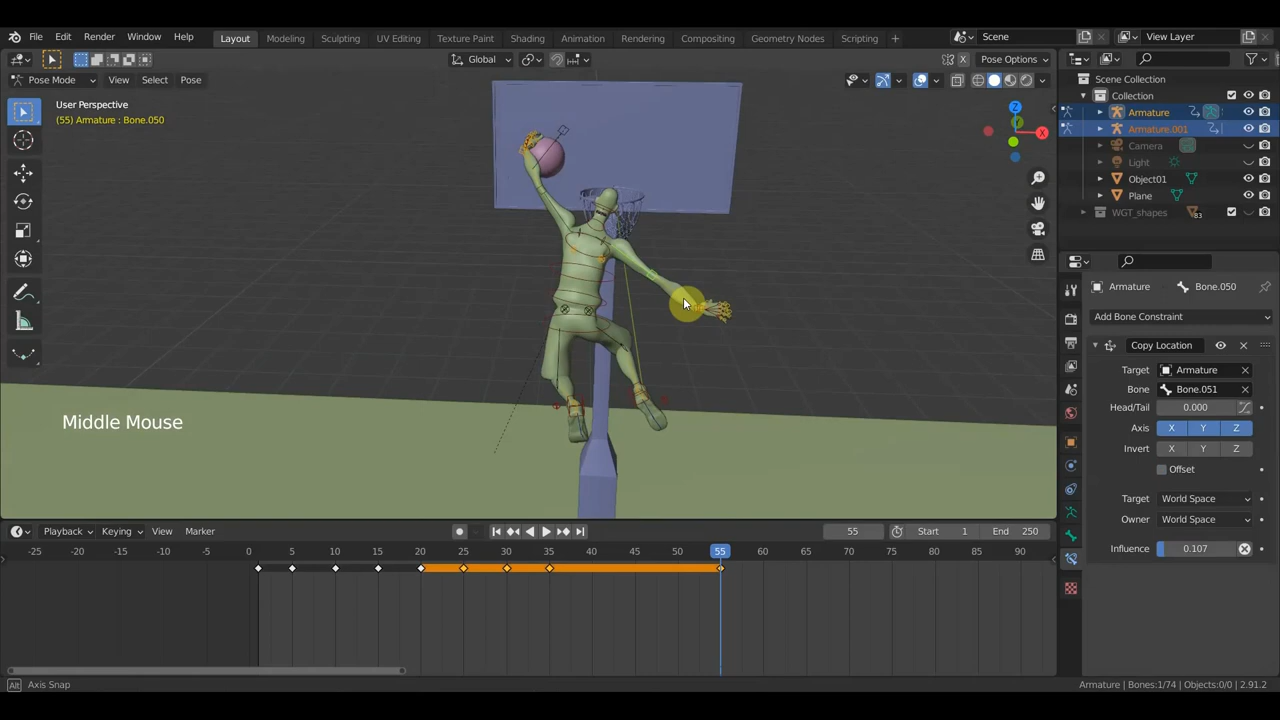 File Edit Render Window Help Layout Modeling Sculpting UV Editing Texture Paint Shading Animation Rendering Compositing Geometry Nodes Scripting + Scene View Layer
Global Pose Options
Pose Mode View Select Pose
User Perspective
(55) Armature : Bone.050
X
Y
Z
Middle Mouse
Scene Collection
Collection
Armature
Armature.001
Camera
Light
Object01
Plane
WGT_shapes 83
Armature Bone.050
Add Bone Constraint
Copy Location
Target Armature
Bone Bone.051
Head/Tail 0.000
Axis X Y Z
Invert X Y Z
Offset
Target World Space
Owner World Space
Influence 0.107
Playback Keying View Marker 55 Start 1 End 250
-25 -20 -15 -10 -5 0 5 10 15 20 25 30 35 40 45 50 55 60 65 70 75 80 85 90
Alt Axis Snap Armature | Bones:1/74 | Objects:0/0 | 2.91.2